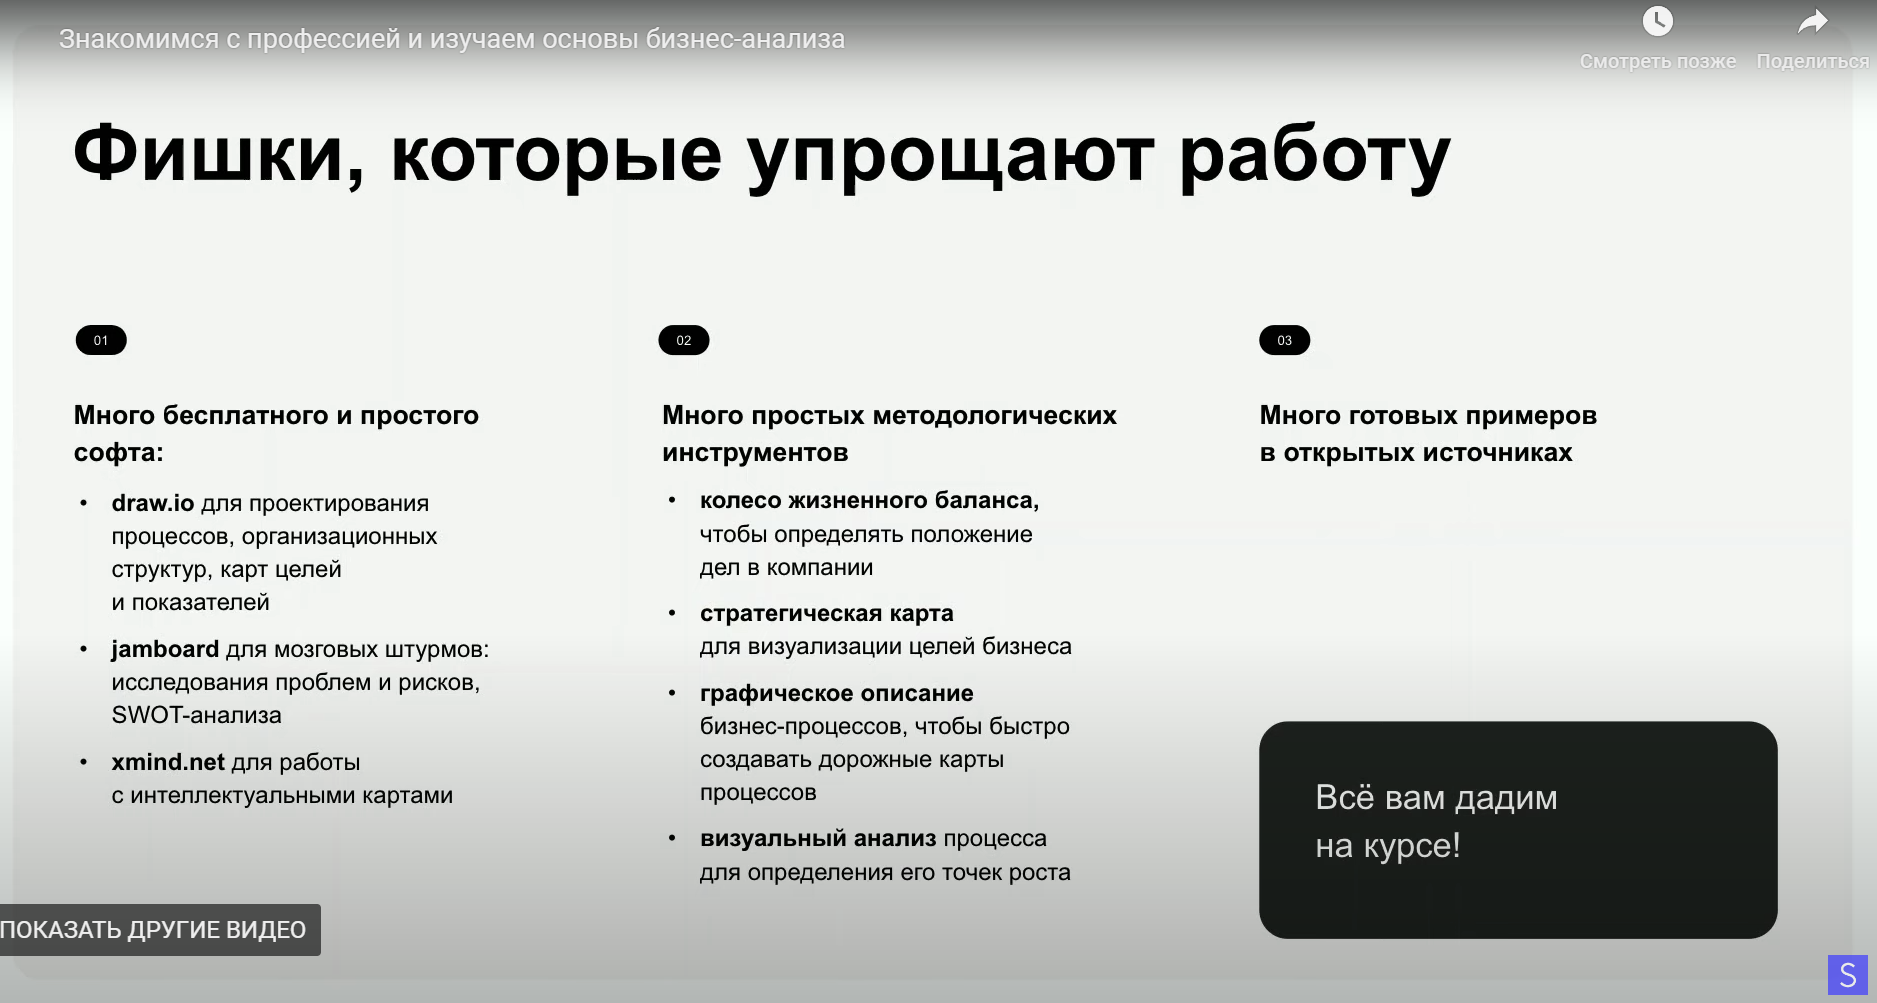 Знакомимся с профессией и изучаем основы бизнес-анализа
Смотреть позже
Поделиться
Фишки, которые упрощают работу
01
Много бесплатного и простого
софта:
• draw.io для проектирования
процессов, организационных
структур, карт целей
и показателей
• jamboard для мозговых штурмов:
исследования проблем и рисков,
SWOT-анализа
• xmind.net для работы
с интеллектуальными картами
02
Много простых методологических
инструментов
• колесо жизненного баланса,
чтобы определять положение
дел в компании
• стратегическая карта
для визуализации целей бизнеса
• графическое описание
бизнес-процессов, чтобы быстро
создавать дорожные карты
процессов
• визуальный анализ процесса
для определения его точек роста
03
Много готовых примеров
в открытых источниках
Всё вам дадим
на курсе!
ПОКАЗАТЬ ДРУГИЕ ВИДЕО
S